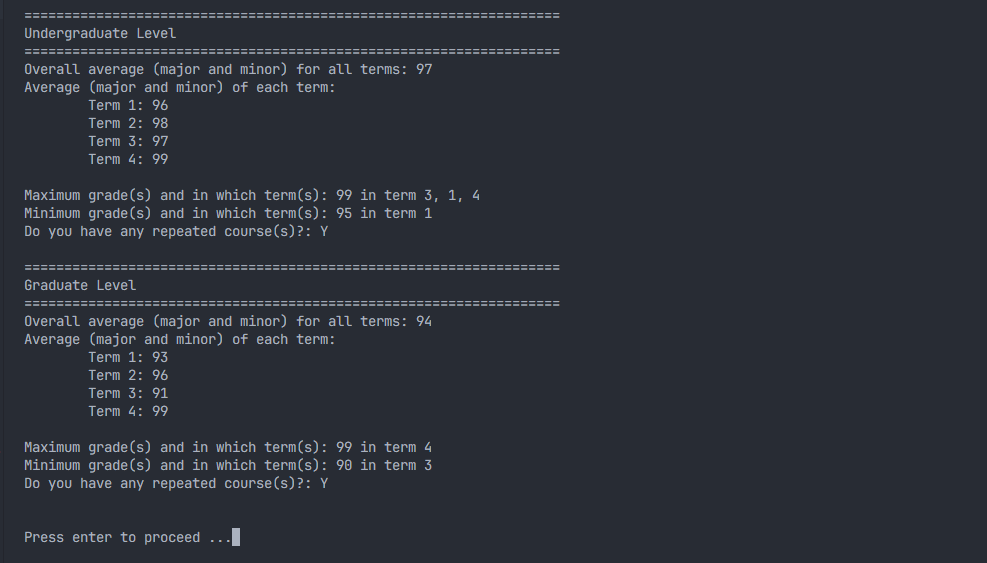 ===================================================================
Undergraduate Level
===================================================================
Overall average (major and minor) for all terms: 97
Average (major and minor) of each term:
        Term 1: 96
        Term 2: 98
        Term 3: 97
        Term 4: 99

Maximum grade(s) and in which term(s): 99 in term 3, 1, 4
Minimum grade(s) and in which term(s): 95 in term 1
Do you have any repeated course(s)?: Y

===================================================================
Graduate Level
===================================================================
Overall average (major and minor) for all terms: 94
Average (major and minor) of each term:
        Term 1: 93
        Term 2: 96
        Term 3: 91
        Term 4: 99

Maximum grade(s) and in which term(s): 99 in term 4
Minimum grade(s) and in which term(s): 90 in term 3
Do you have any repeated course(s)?: Y

Press enter to proceed ...